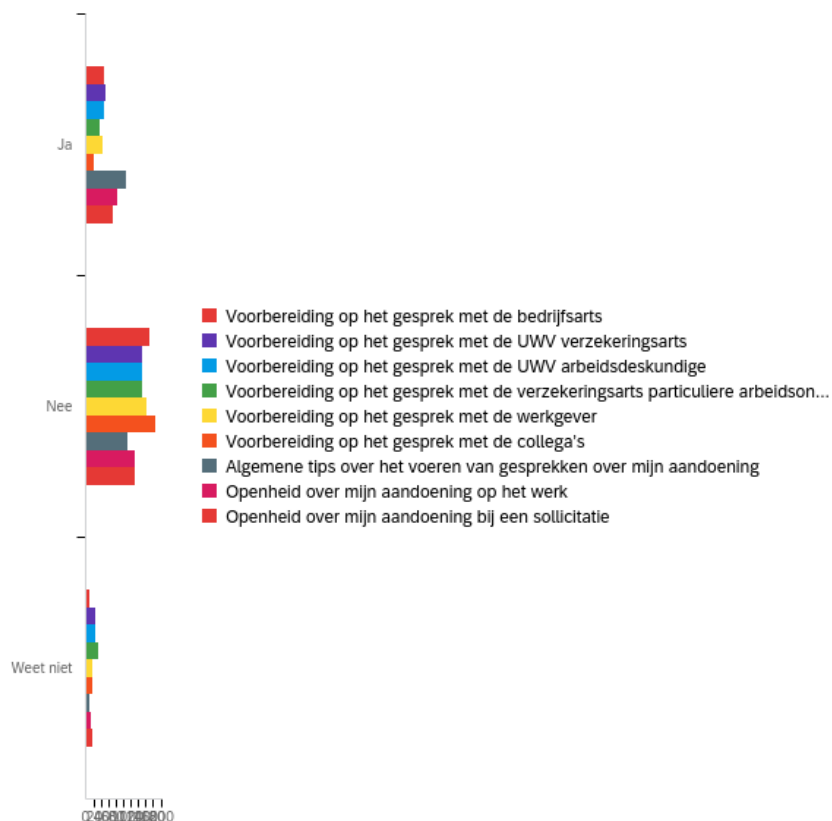 Ja
Nee
Weet niet
Voorbereiding op het gesprek met de bedrijfsarts
Voorbereiding op het gesprek met de UWV verzekeringsarts
Voorbereiding op het gesprek met de UWV arbeidsdeskundige
Voorbereiding op het gesprek met de verzekeringsarts particuliere arbeidson...
Voorbereiding op het gesprek met de werkgever
Voorbereiding op het gesprek met de collega's
Algemene tips over het voeren van gesprekken over mijn aandoening
Openheid over mijn aandoening op het werk
Openheid over mijn aandoening bij een sollicitatie